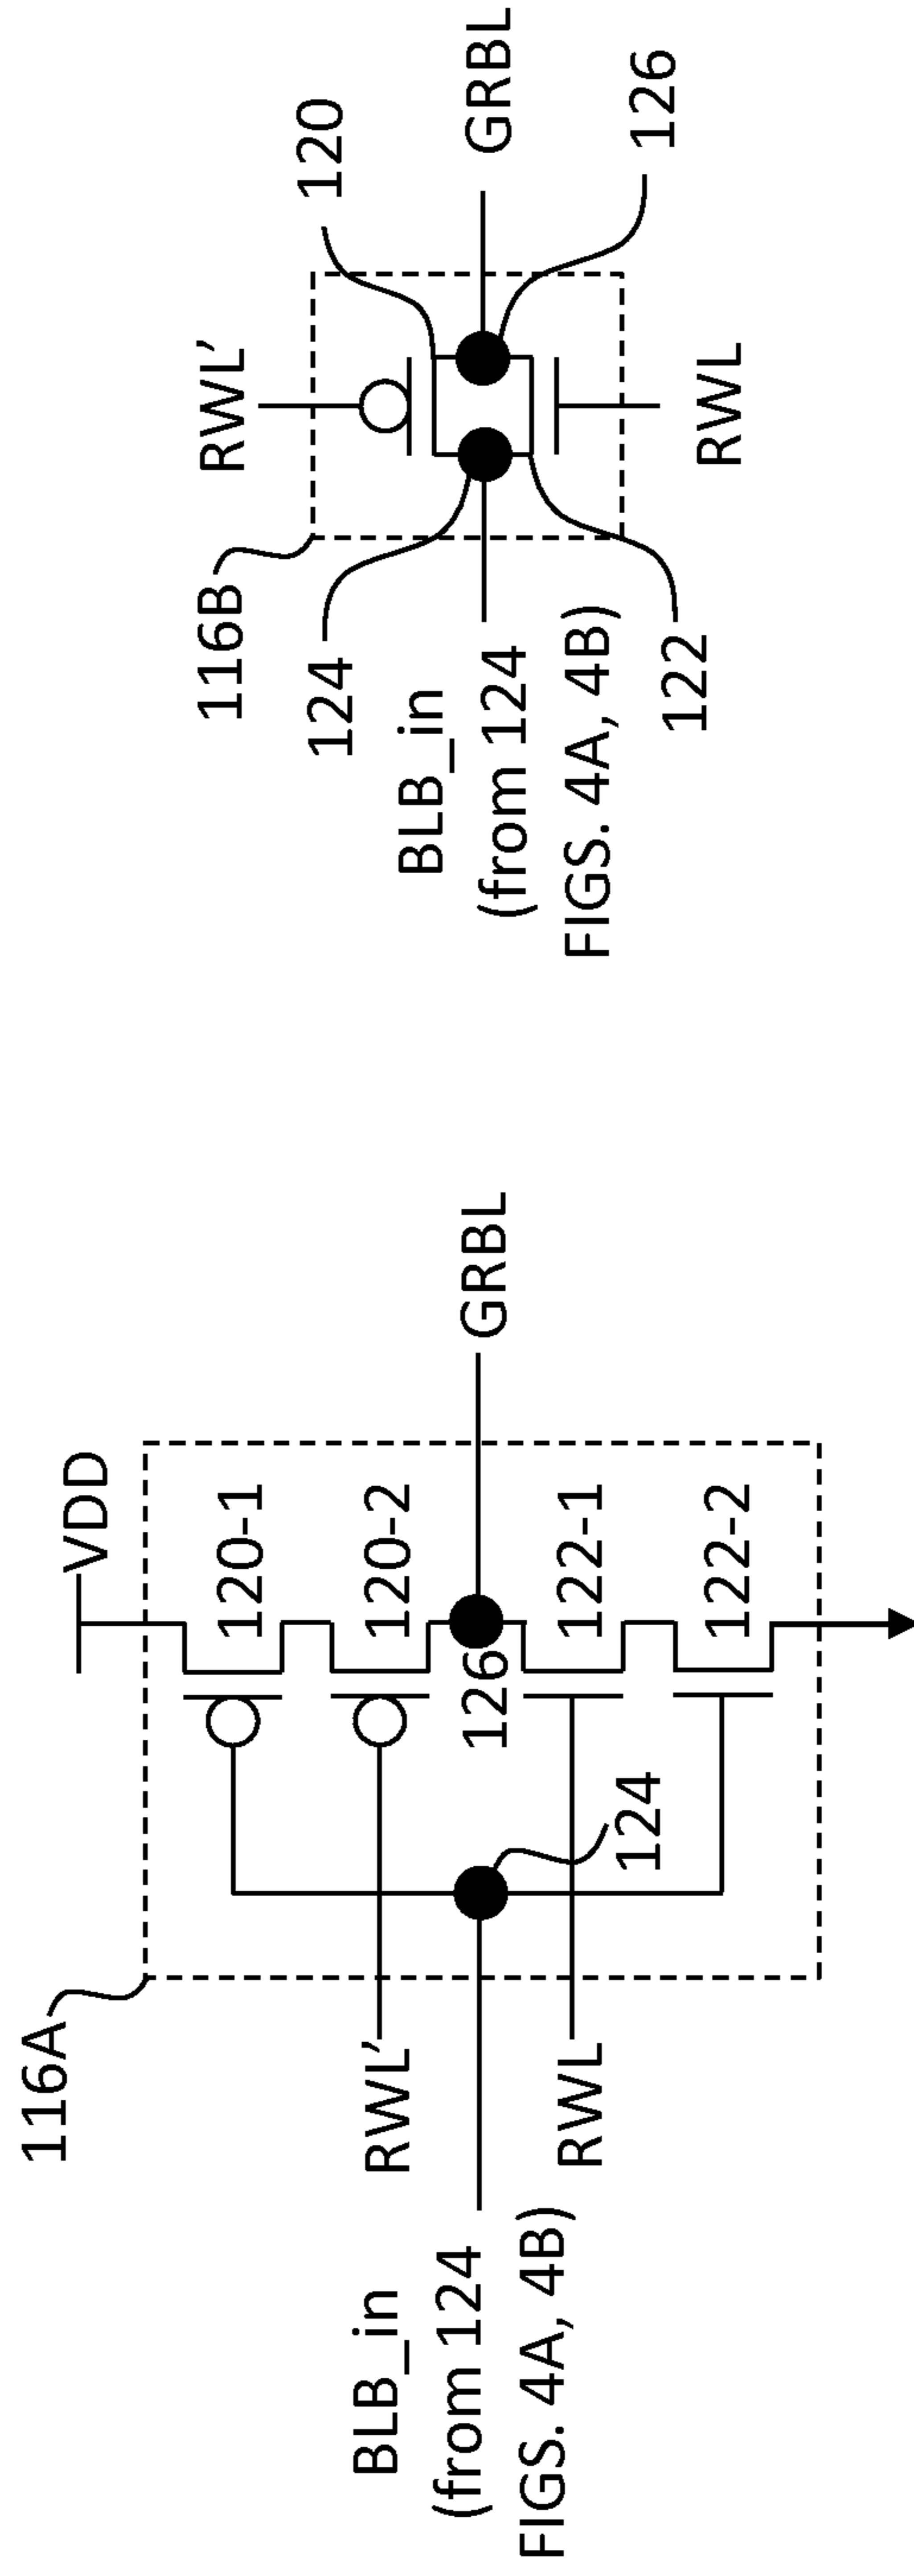 116A
VDD
120-1
RWL’
120-2
BLB_in
(from 124
FIGS. 4A, 4B)
126
GRBL
124
RWL
122-1
122-2
116B
RWL’
120
124
BLB_in
(from 124
FIGS. 4A, 4B)
GRBL
126
122
RWL